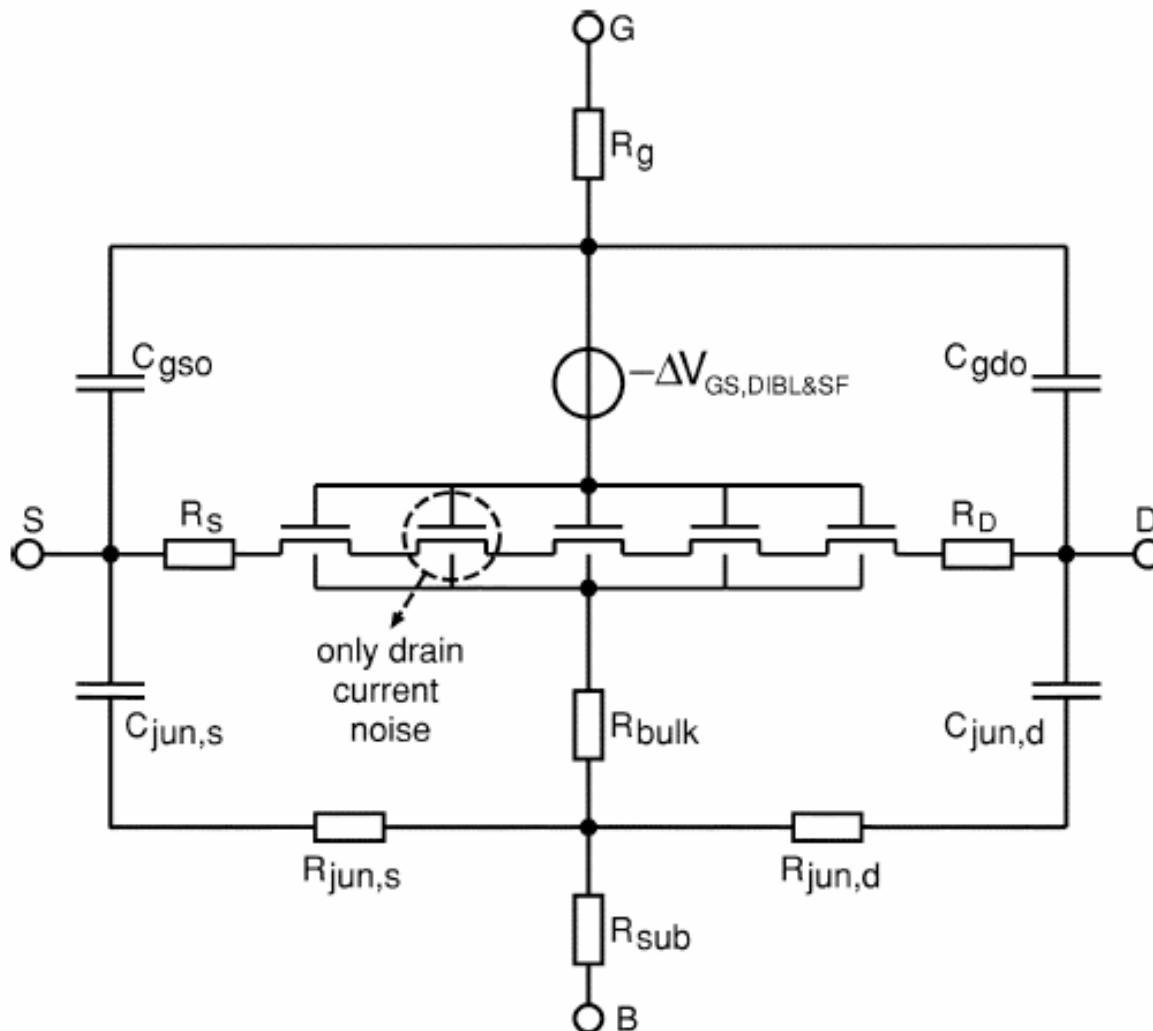 G
Rg
Cgso
−ΔVGS,DIBL&SF
Cgdo
S
RS
RD
D
only drain
current
noise
Cjun,s
Rbulk
Cjun,d
Rjun,s
Rjun,d
Rsub
B